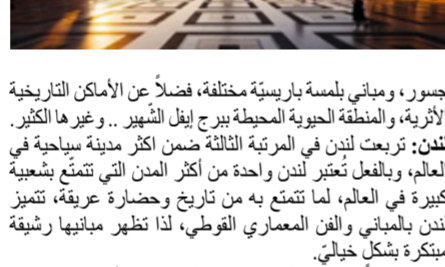 جسور، ومباني بلمسة باريسيّة مختلفة، فضلاً عن الأماكن التاريخية
الأثرية، والمنطقة الحيوية المحيطة ببرج إيفل الشّهير .. وغيرها الكثير.
لندن: تربعت لندن في المرتبة الثالثة ضمن اكثر مدينة سياحية في
العالم، وبالفعل تُعتبر لندن واحدة من أكثر المدن التي تتمتّع بشعبية
كبيرة في العالم، لما تتمتع به من تاريخ وحضارة عريقة، تتميز
لندن بالمباني والفن المعماري القوطي، لذا تظهر مبانيها رشيقة
مبتكرة بشكلٍ خياليّ.